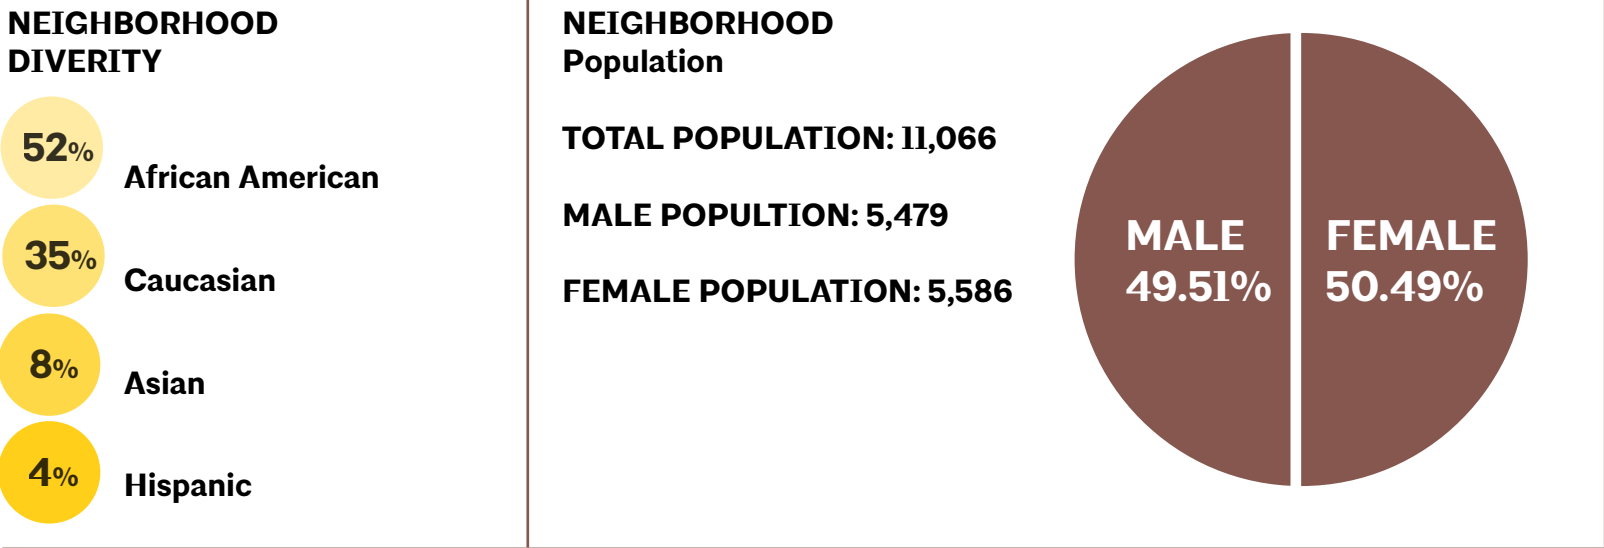 NEIGHBORHOOD
DIVERITY
52%
African American
35%
Caucasian
8%
Asian
4%
Hispanic
NEIGHBORHOOD
Population
TOTAL POPULATION: 11,066
MALE POPULTION: 5,479
FEMALE POPULATION: 5,586
MALE
49.51%
FEMALE
50.49%